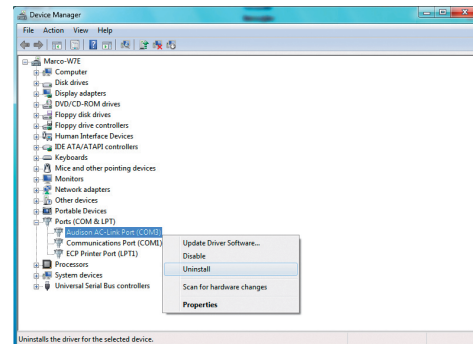 Device Manager
File Action View Help
Marco-W7E
Computer
Disk drives
Display adapters
DVD/CD-ROM drives
Floppy disk drives
Floppy drive controllers
Human Interface Devices
IDE ATA/ATAPI controllers
Keyboards
Mice and other pointing devices
Monitors
Network adapters
Other devices
Portable Devices
Ports (COM & LPT)
Audison AC-Link Port (COM3)
Communications Port (COM1)
ECP Printer Port (LPT1)
Processors
System devices
Universal Serial Bus controllers
Update Driver Software...
Disable
Uninstall
Scan for hardware changes
Properties
Uninstalls the driver for the selected device.